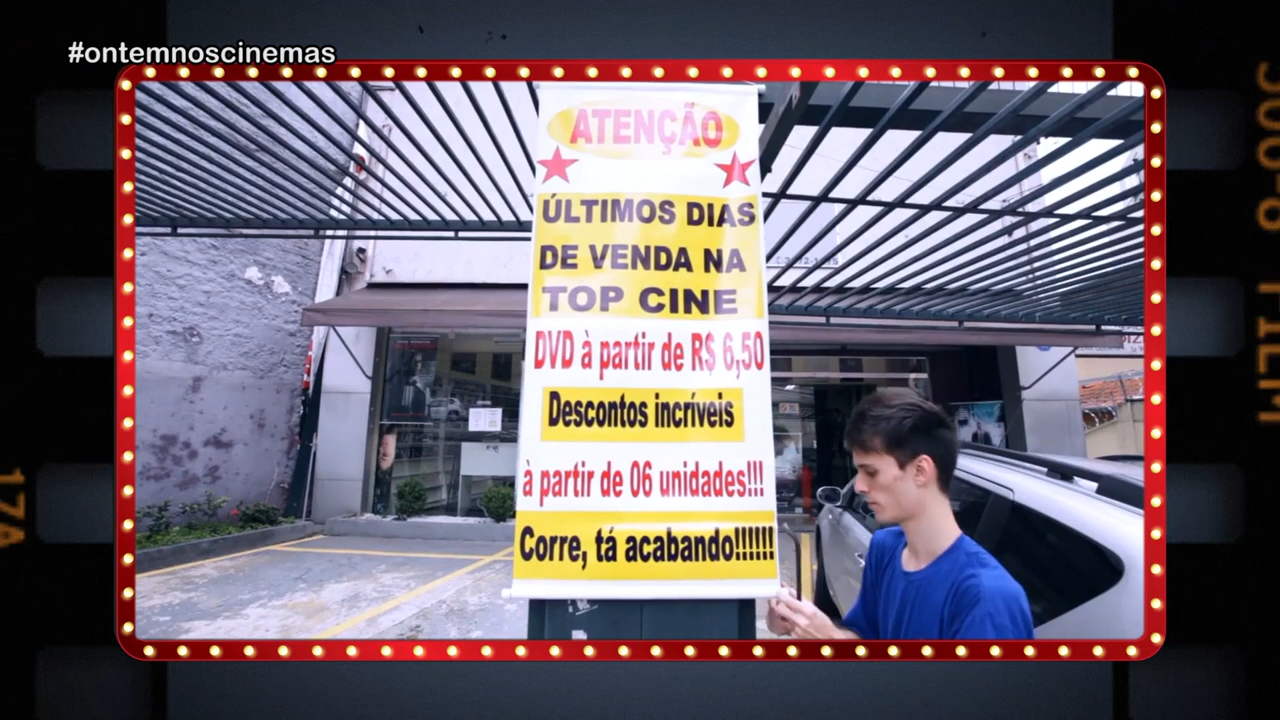 #ontemnoscinemas
ATENÇÃO
ÚLTIMOS DIAS
DE VENDA NA
TOP CINE
DVD à partir de R$ 6,50
Descontos incríveis
à partir de 06 unidades!!!
Corre, tá acabando!!!!!!
17A